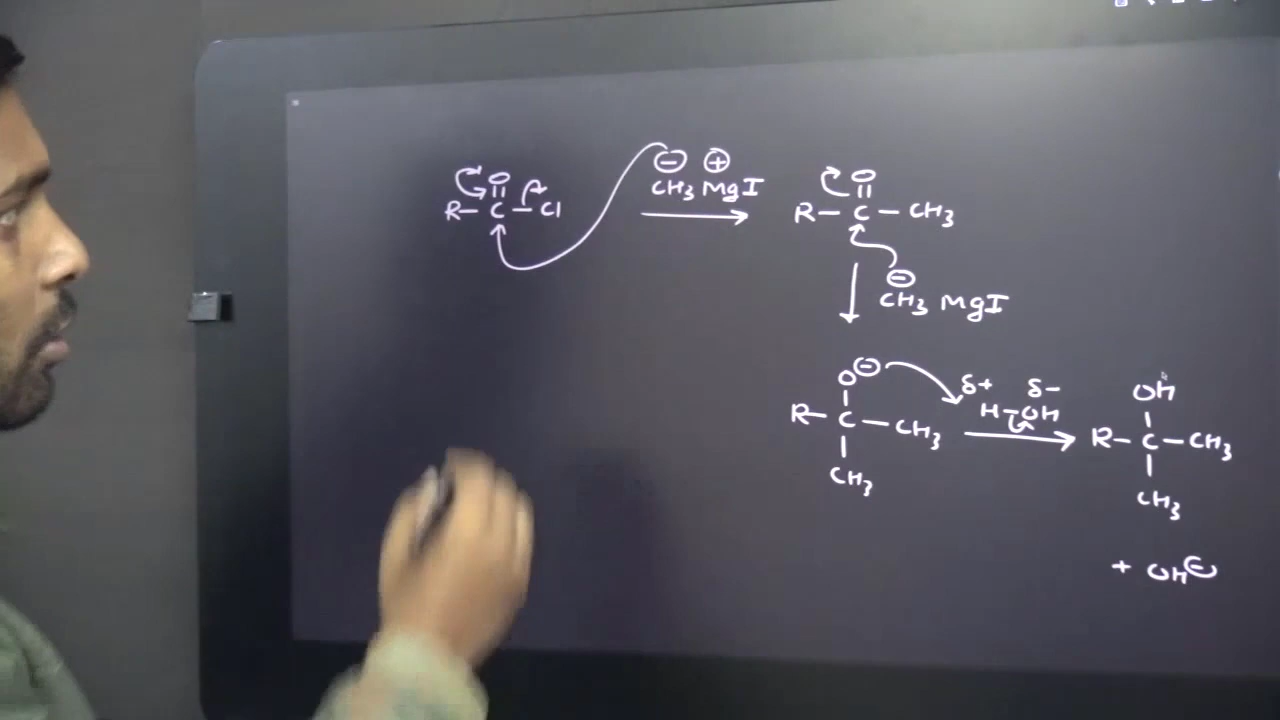 O
R–C–Cl
⊖ ⊕
CH3 MgI
O
R–C–CH3
⊖
CH3 MgI
O⊖
R–C–CH3
CH3
δ+ δ−
H–OH
OH
R–C–CH3
CH3
+ OH⊖